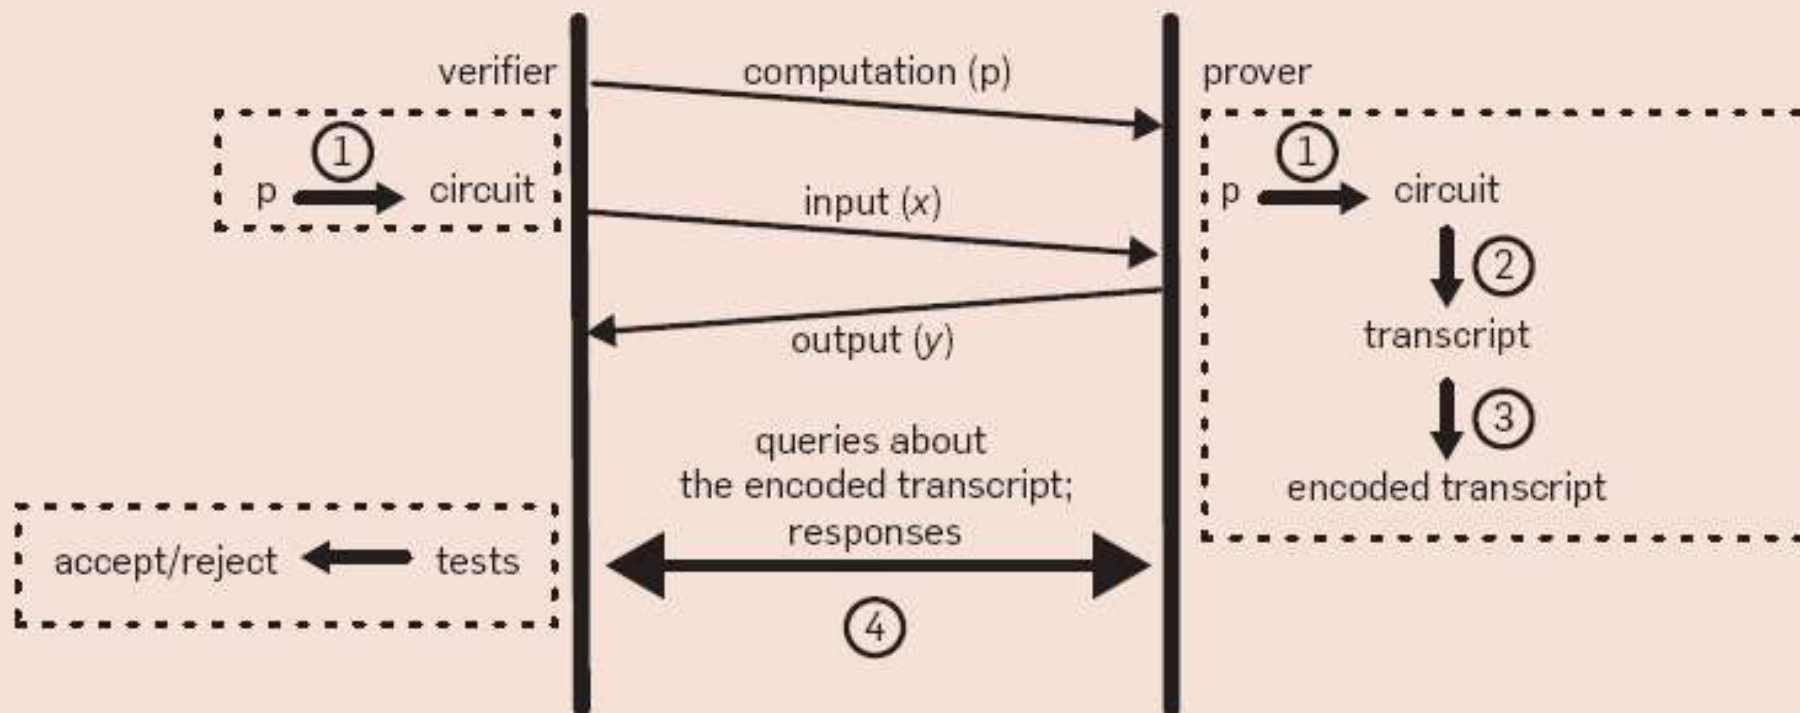 verifier
computation (p)
prover
1
p
circuit
input (x)
1
p
circuit
2
output (y)
transcript
3
queries about
the encoded transcript;
responses
encoded transcript
accept/reject
tests
4